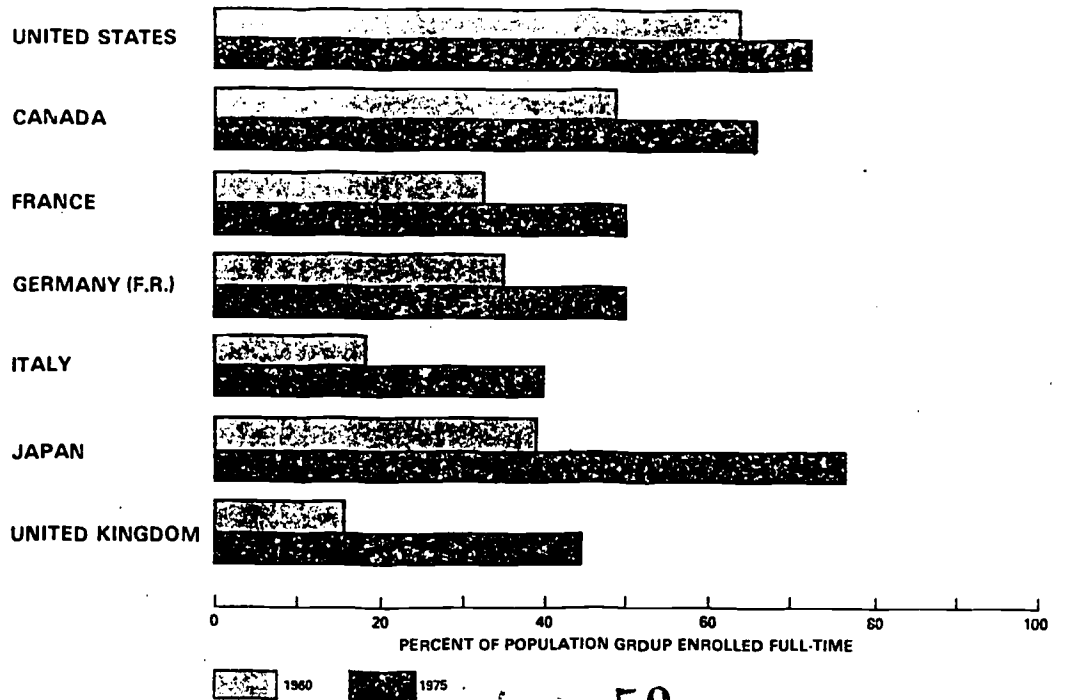 UNITED STATES
CANADA
FRANCE
GERMANY (F.R.)
ITALY
JAPAN
UNITED KINGDOM
0 20 40 60 80 100
PERCENT OF POPULATION GROUP ENROLLED FULL-TIME
1960 1975
59